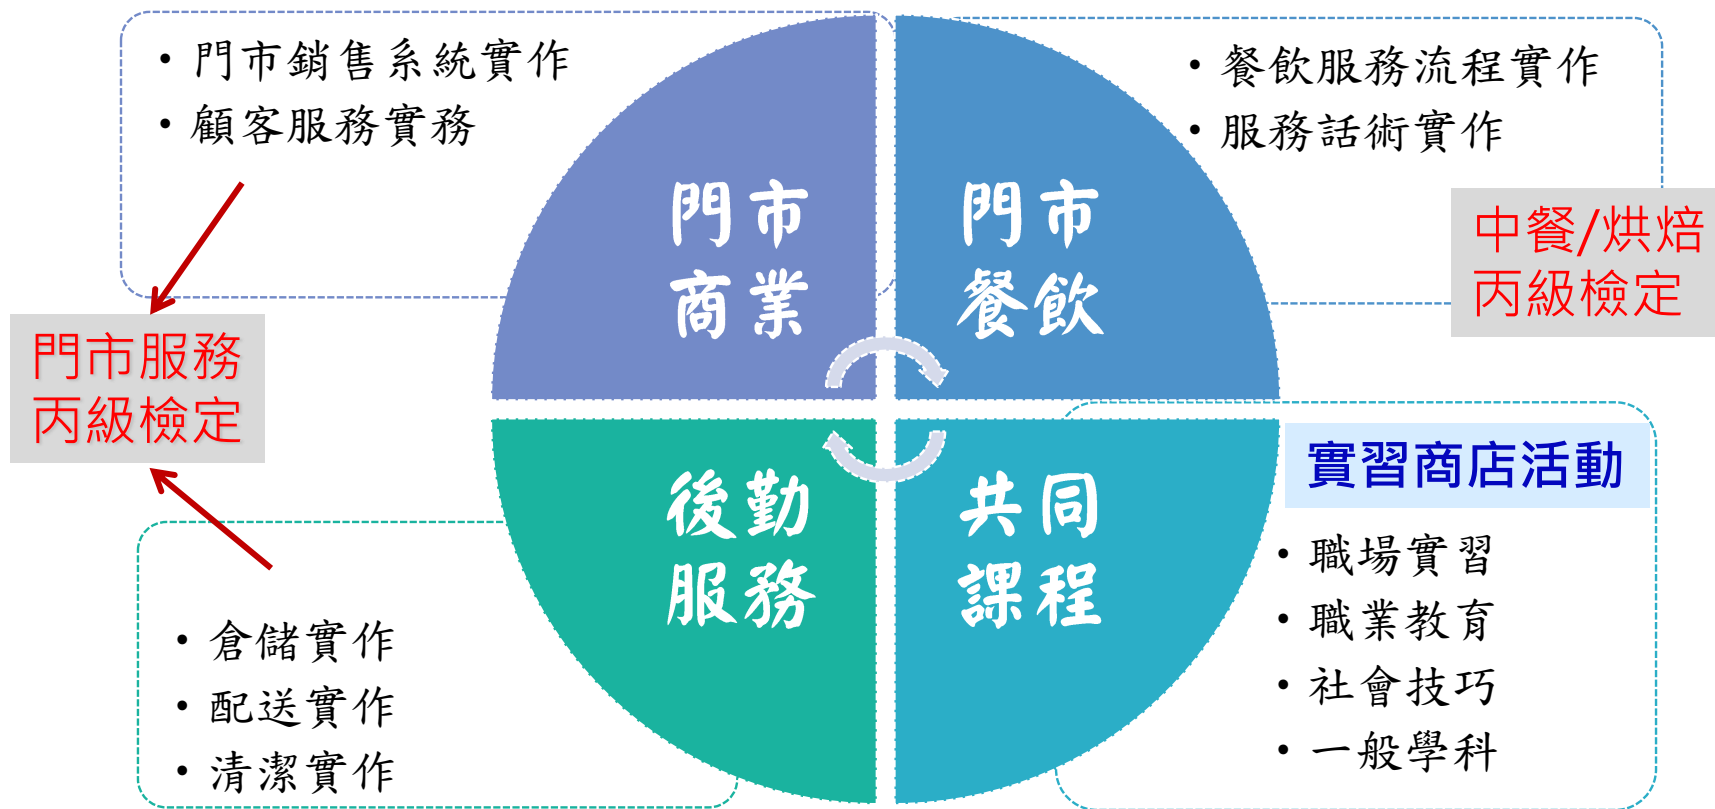 • 門市銷售系統實作
• 顧客服務實務
門市
商業
門市服務
丙級檢定
• 餐飲服務流程實作
• 服務話術實作
門市
餐飲
中餐/烘焙
丙級檢定
後勤
服務
• 倉儲實作
• 配送實作
• 清潔實作
共同
課程
實習商店活動
• 職場實習
• 職業教育
• 社會技巧
• 一般學科